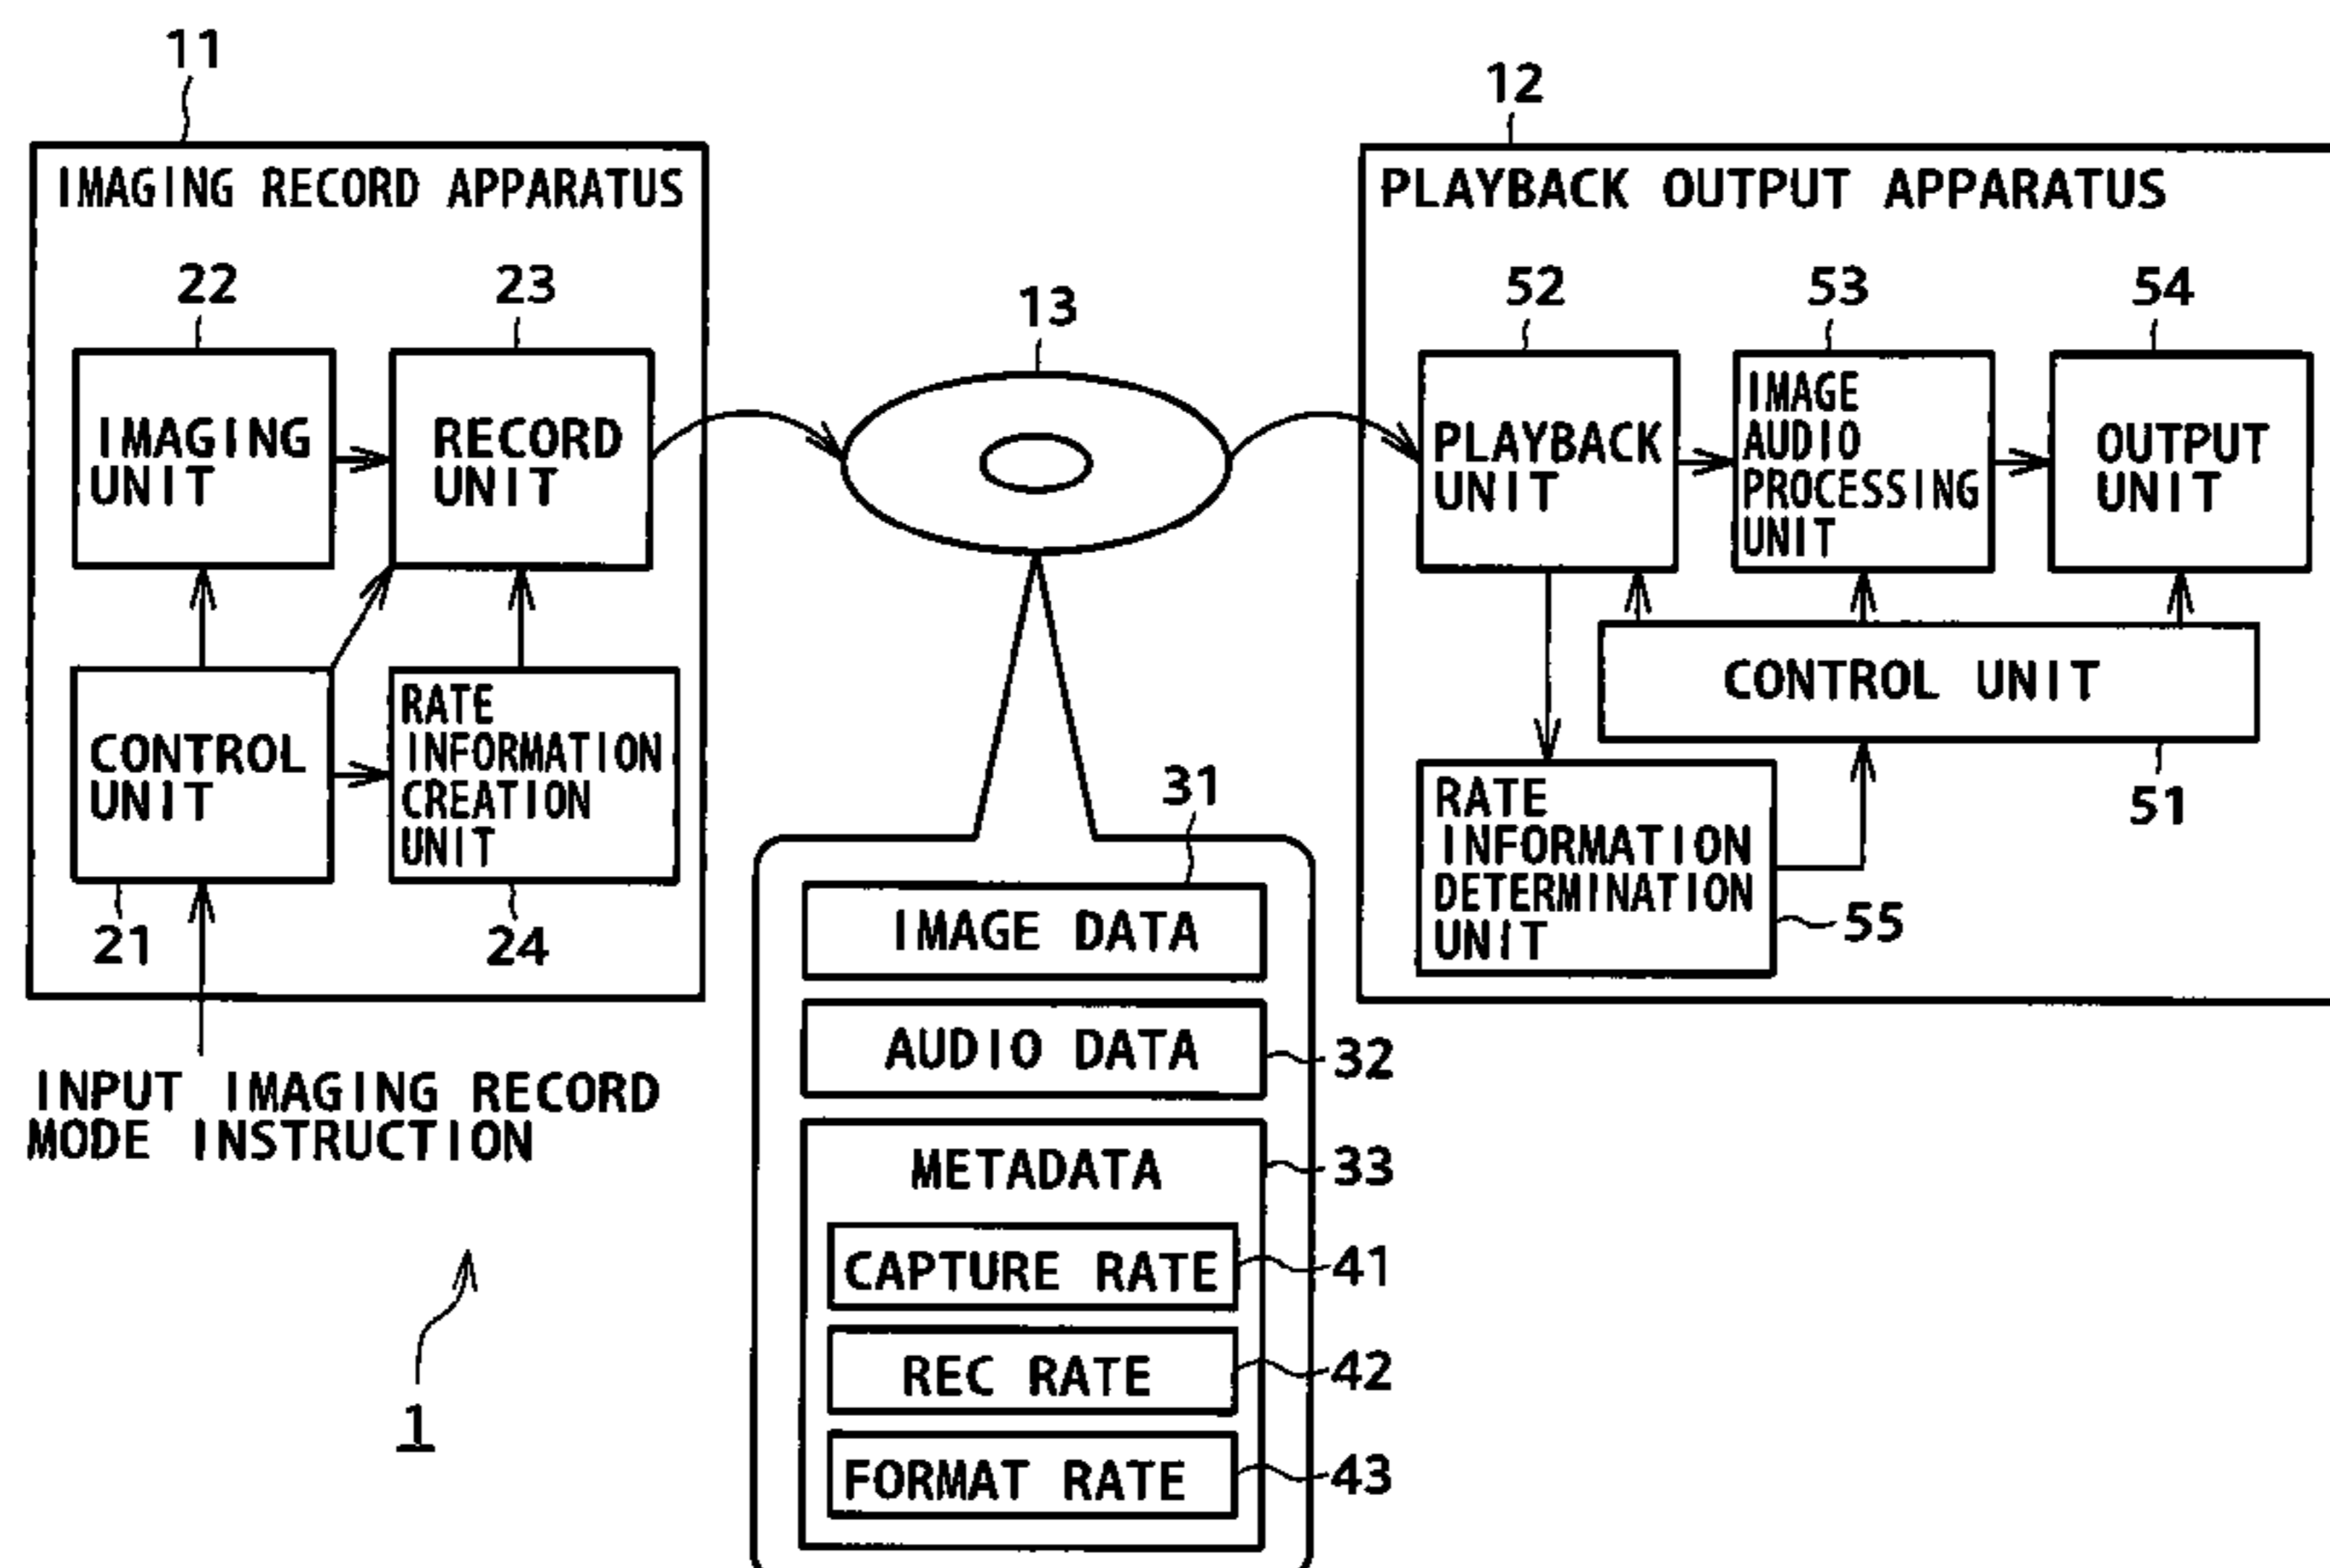 11
IMAGING RECORD APPARATUS
22
23
IMAGING
UNIT
RECORD
UNIT
CONTROL
UNIT
RATE
INFORMATION
CREATION
UNIT
21
24
INPUT IMAGING RECORD
MODE INSTRUCTION
1
13
31
IMAGE DATA
AUDIO DATA
32
METADATA
33
CAPTURE RATE
41
REC RATE
42
FORMAT RATE
43
12
PLAYBACK OUTPUT APPARATUS
52
53
54
PLAYBACK
UNIT
IMAGE
AUDIO
PROCESSING
UNIT
OUTPUT
UNIT
CONTROL UNIT
51
RATE
INFORMATION
DETERMINATION
UNIT
55